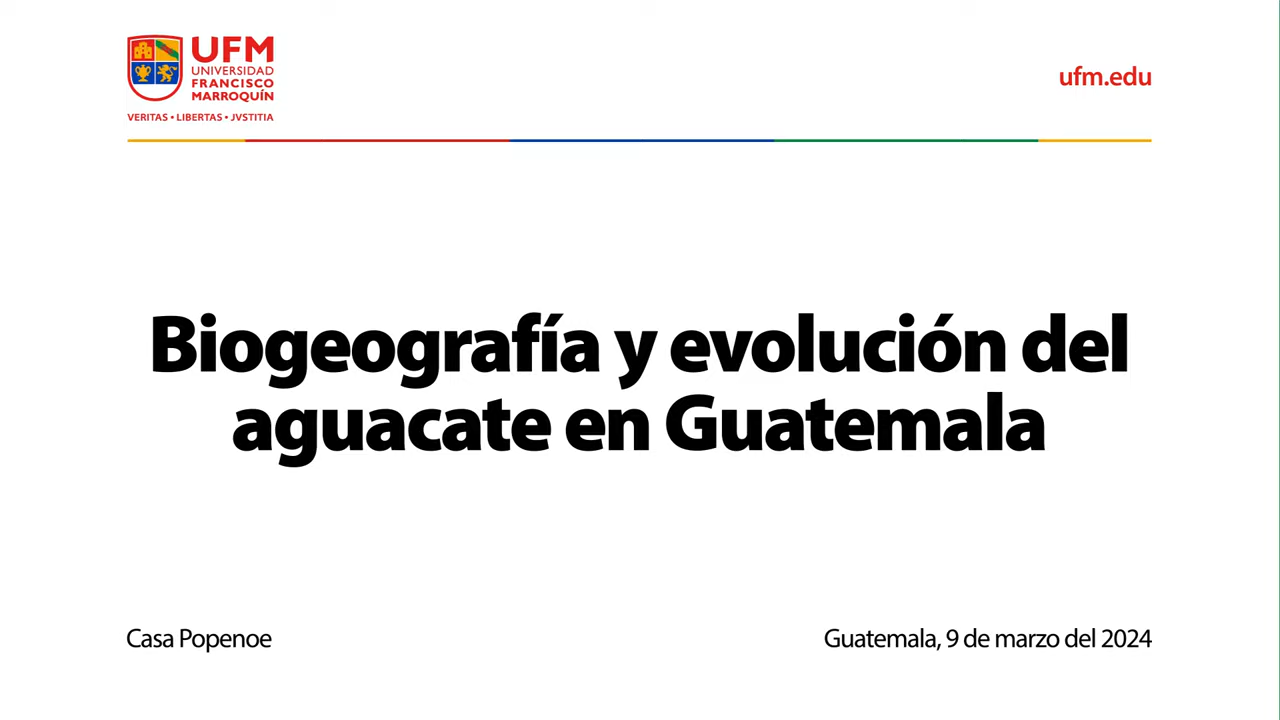 UFM
UNIVERSIDAD
FRANCISCO
MARROQUÍN
VERITAS • LIBERTAS • JVSTITIA
ufm.edu
Biogeografía y evolución del
aguacate en Guatemala
Casa Popenoe
Guatemala, 9 de marzo del 2024